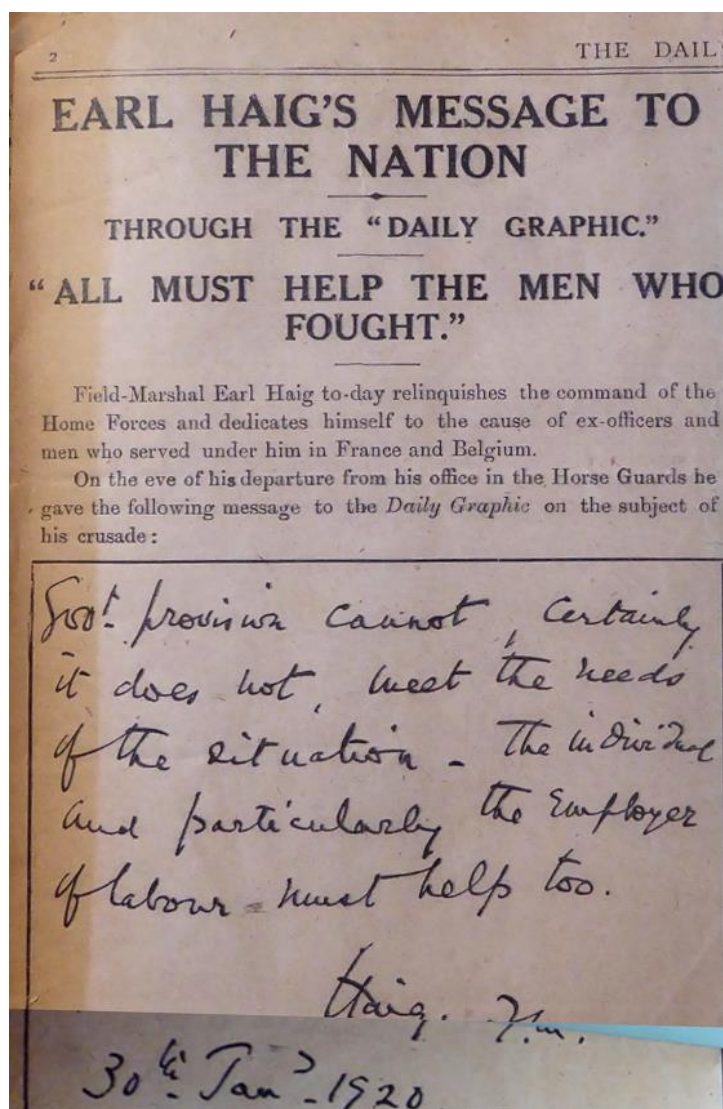 2
THE DAIL
EARL HAIG'S MESSAGE TO
THE NATION
THROUGH THE "DAILY GRAPHIC."
"ALL MUST HELP THE MEN WHO
FOUGHT."
Field-Marshal Earl Haig to-day relinquishes the command of the
Home Forces and dedicates himself to the cause of ex-officers and
men who served under him in France and Belgium.
On the eve of his departure from his office in the Horse Guards he
gave the following message to the Daily Graphic on the subject of
his crusade:
Govt. provision cannot, certainly
it does not, meet the needs
of the situation - The individual
and particularly the Employer
of labour must help too.
Haig. F.m.
30th Jany. 1920